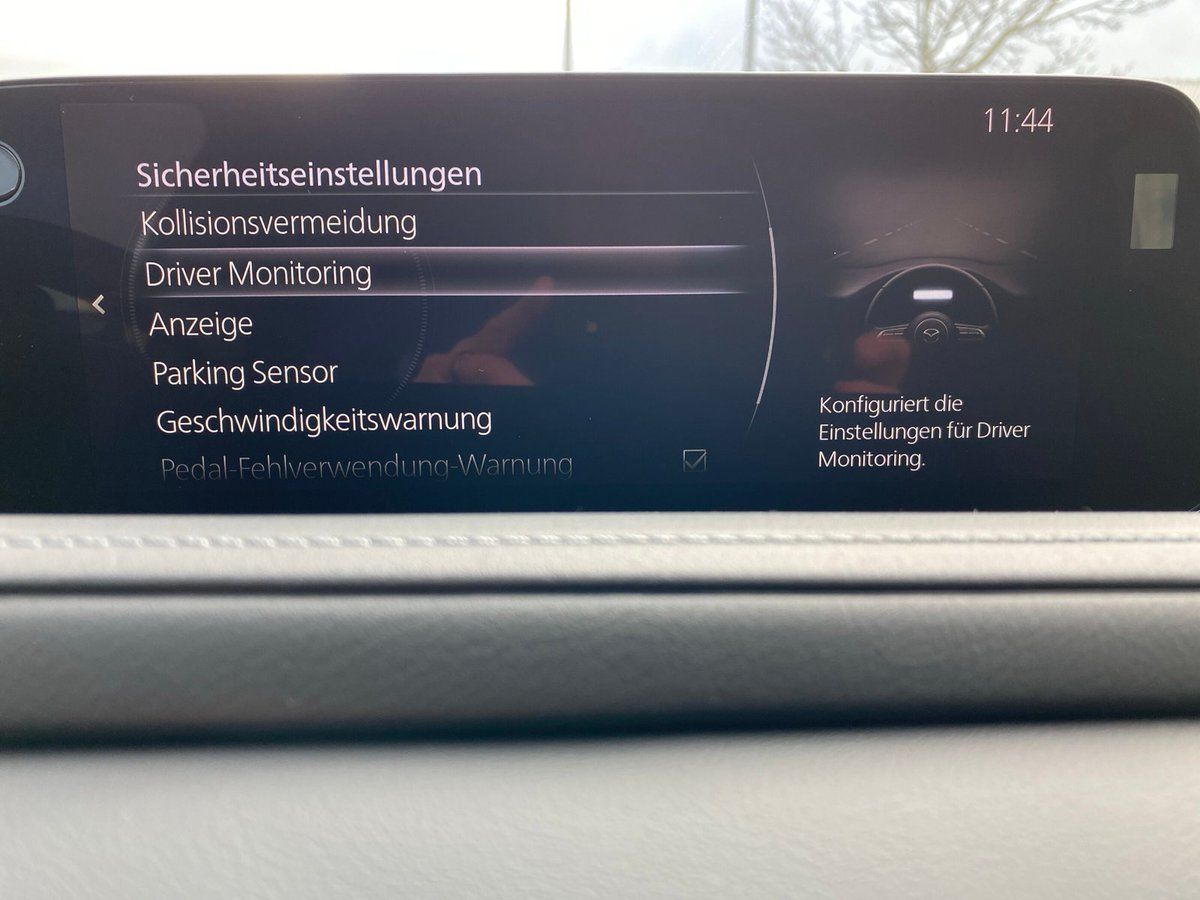 11:44
Sicherheitseinstellungen
Kollisionsvermeidung
Driver Monitoring
Anzeige
Parking Sensor
Geschwindigkeitswarnung
Pedal-Fehlverwendung-Warnung
Konfiguriert die
Einstellungen für Driver
Monitoring.